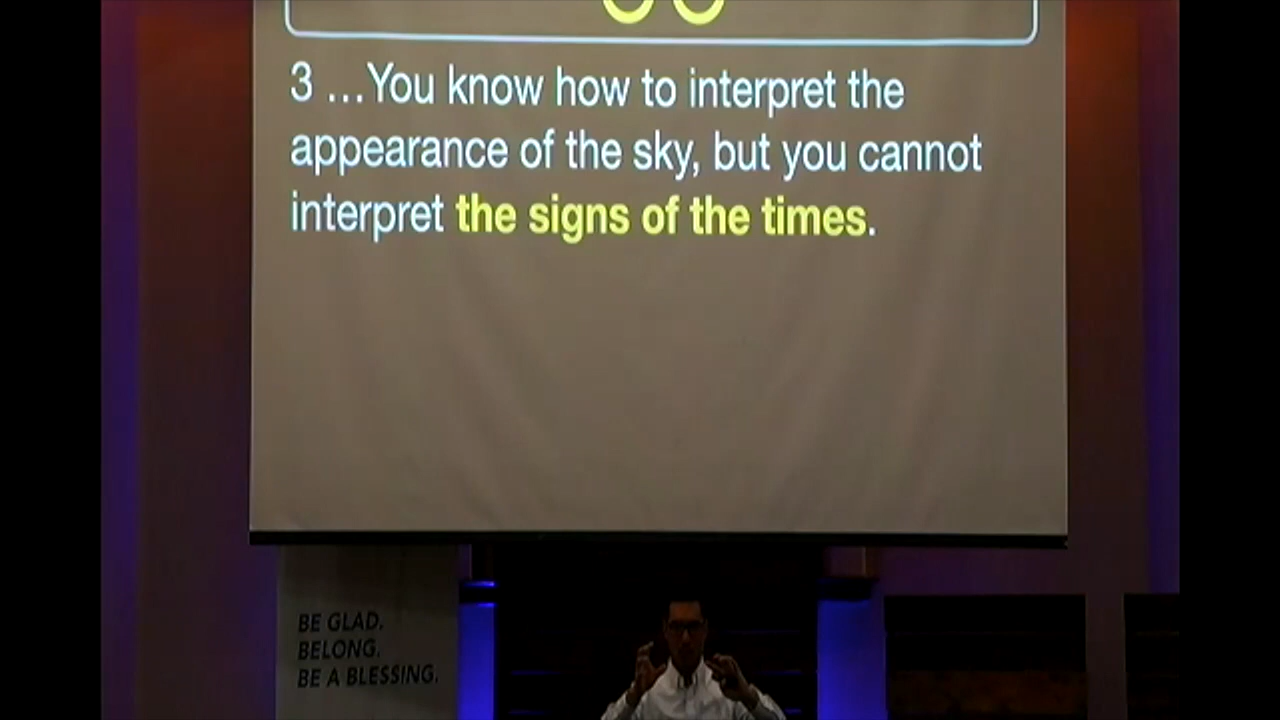 3 …You know how to interpret the
appearance of the sky, but you cannot
interpret the signs of the times.
BE GLAD.
BELONG.
BE A BLESSING.